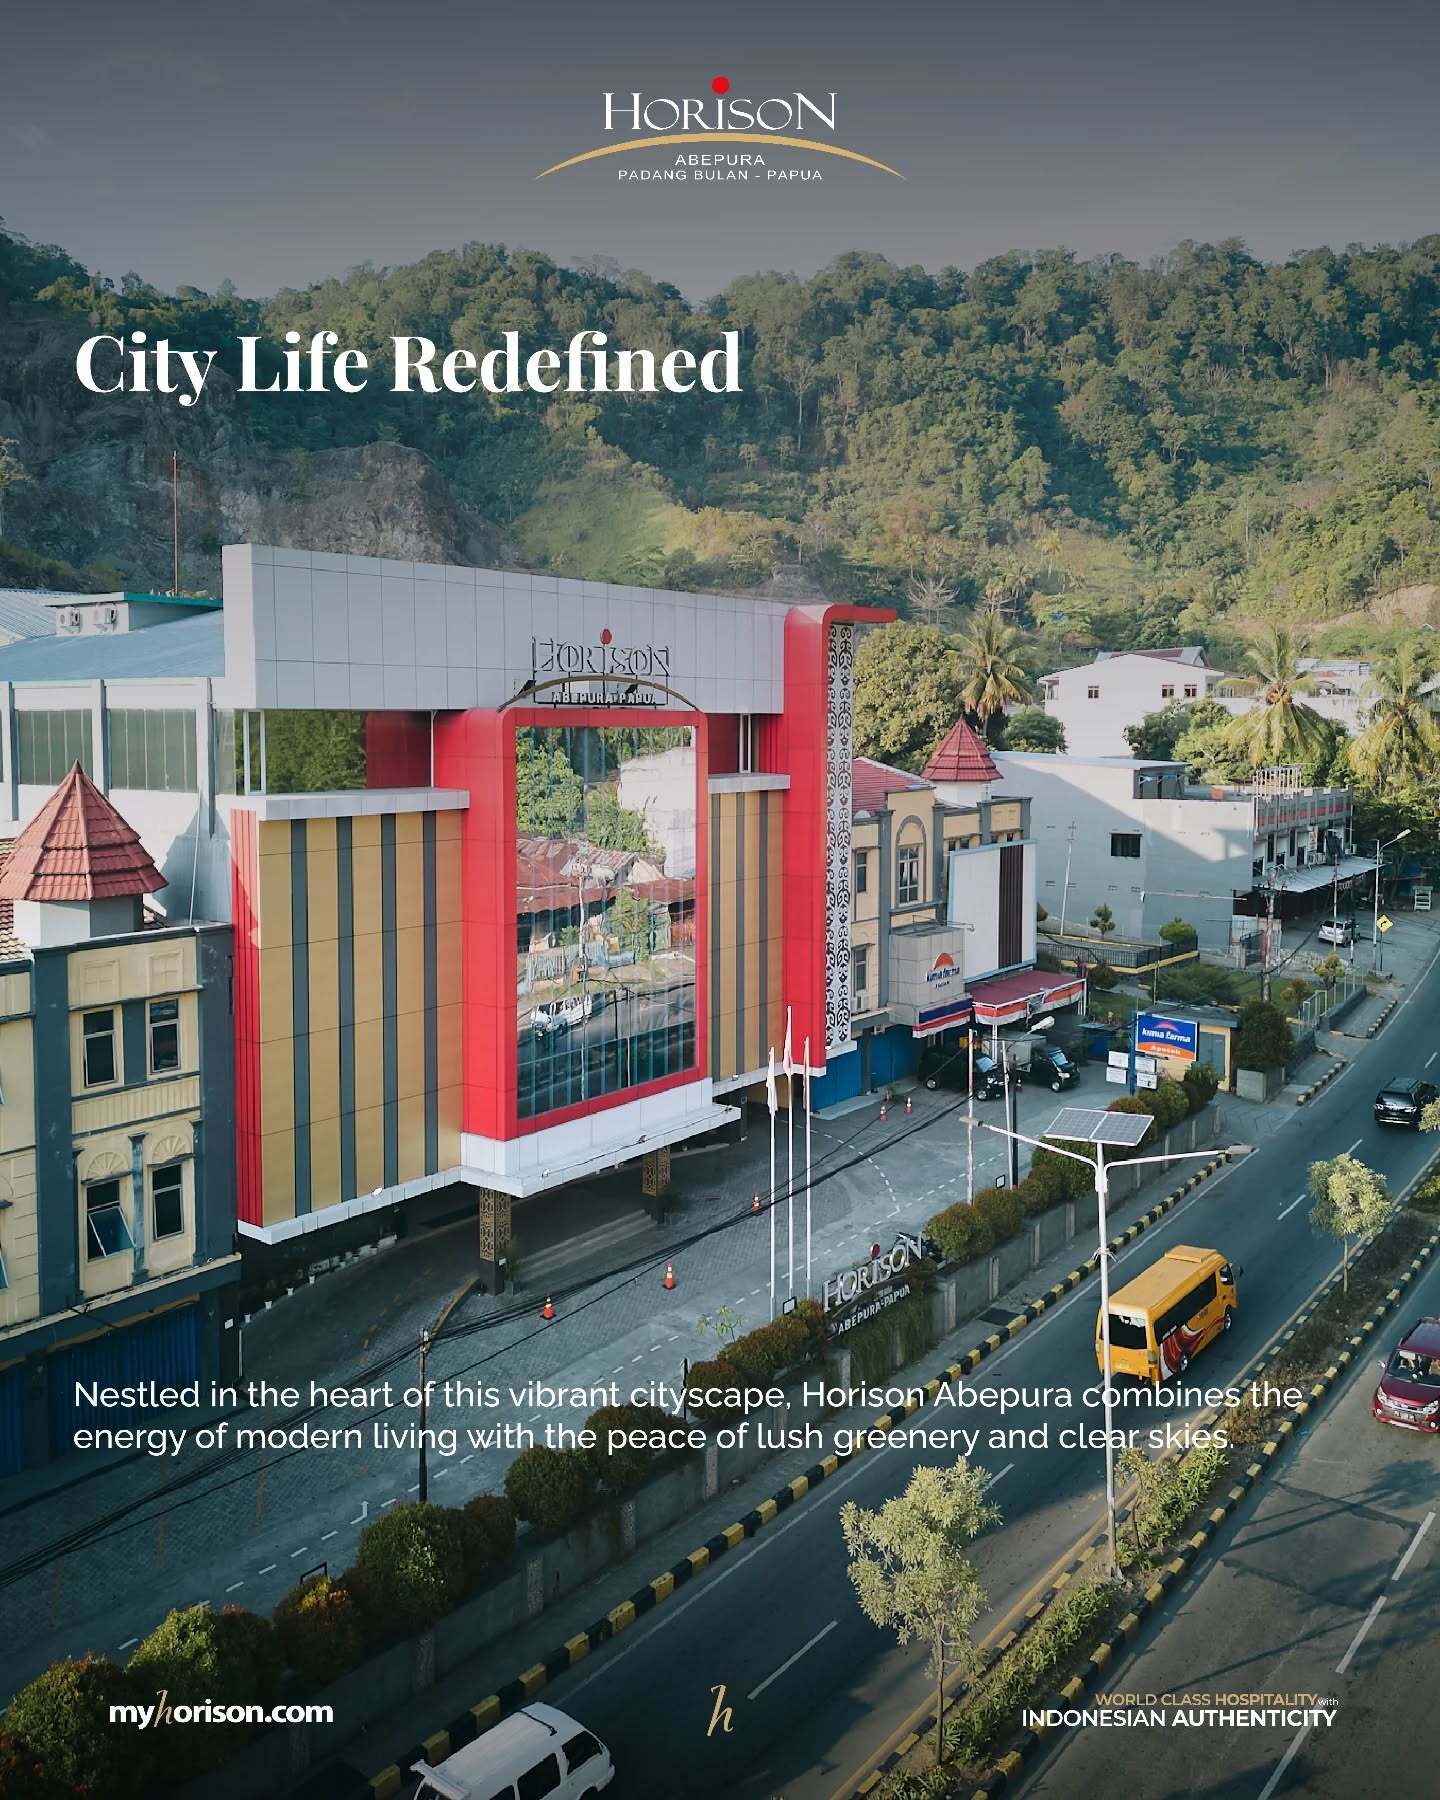 HORISON
ABEPURA
PADANG BULAN - PAPUA
City Life Redefined
HORISON
ABEPURA-PAPUA
kimia farma
kimia farma
Apotek
HORISON
ABEPURA-PAPUA
Nestled in the heart of this vibrant cityscape, Horison Abepura combines the
energy of modern living with the peace of lush greenery and clear skies.
myhorison.com
h
WORLD CLASS HOSPITALITY with
INDONESIAN AUTHENTICITY